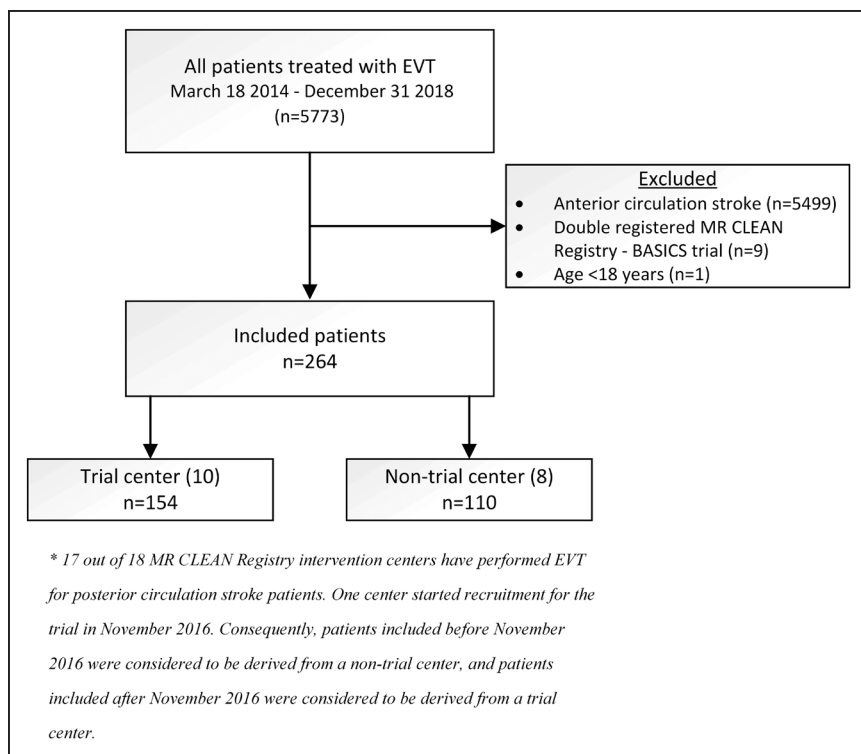 All patients treated with EVT
March 18 2014 - December 31 2018
(n=5773)
Excluded
• Anterior circulation stroke (n=5499)
• Double registered MR CLEAN
Registry - BASICS trial (n=9)
• Age <18 years (n=1)
Included patients
n=264
Trial center (10)
n=154
Non-trial center (8)
n=110
* 17 out of 18 MR CLEAN Registry intervention centers have performed EVT
for posterior circulation stroke patients. One center started recruitment for the
trial in November 2016. Consequently, patients included before November
2016 were considered to be derived from a non-trial center, and patients
included after November 2016 were considered to be derived from a trial
center.